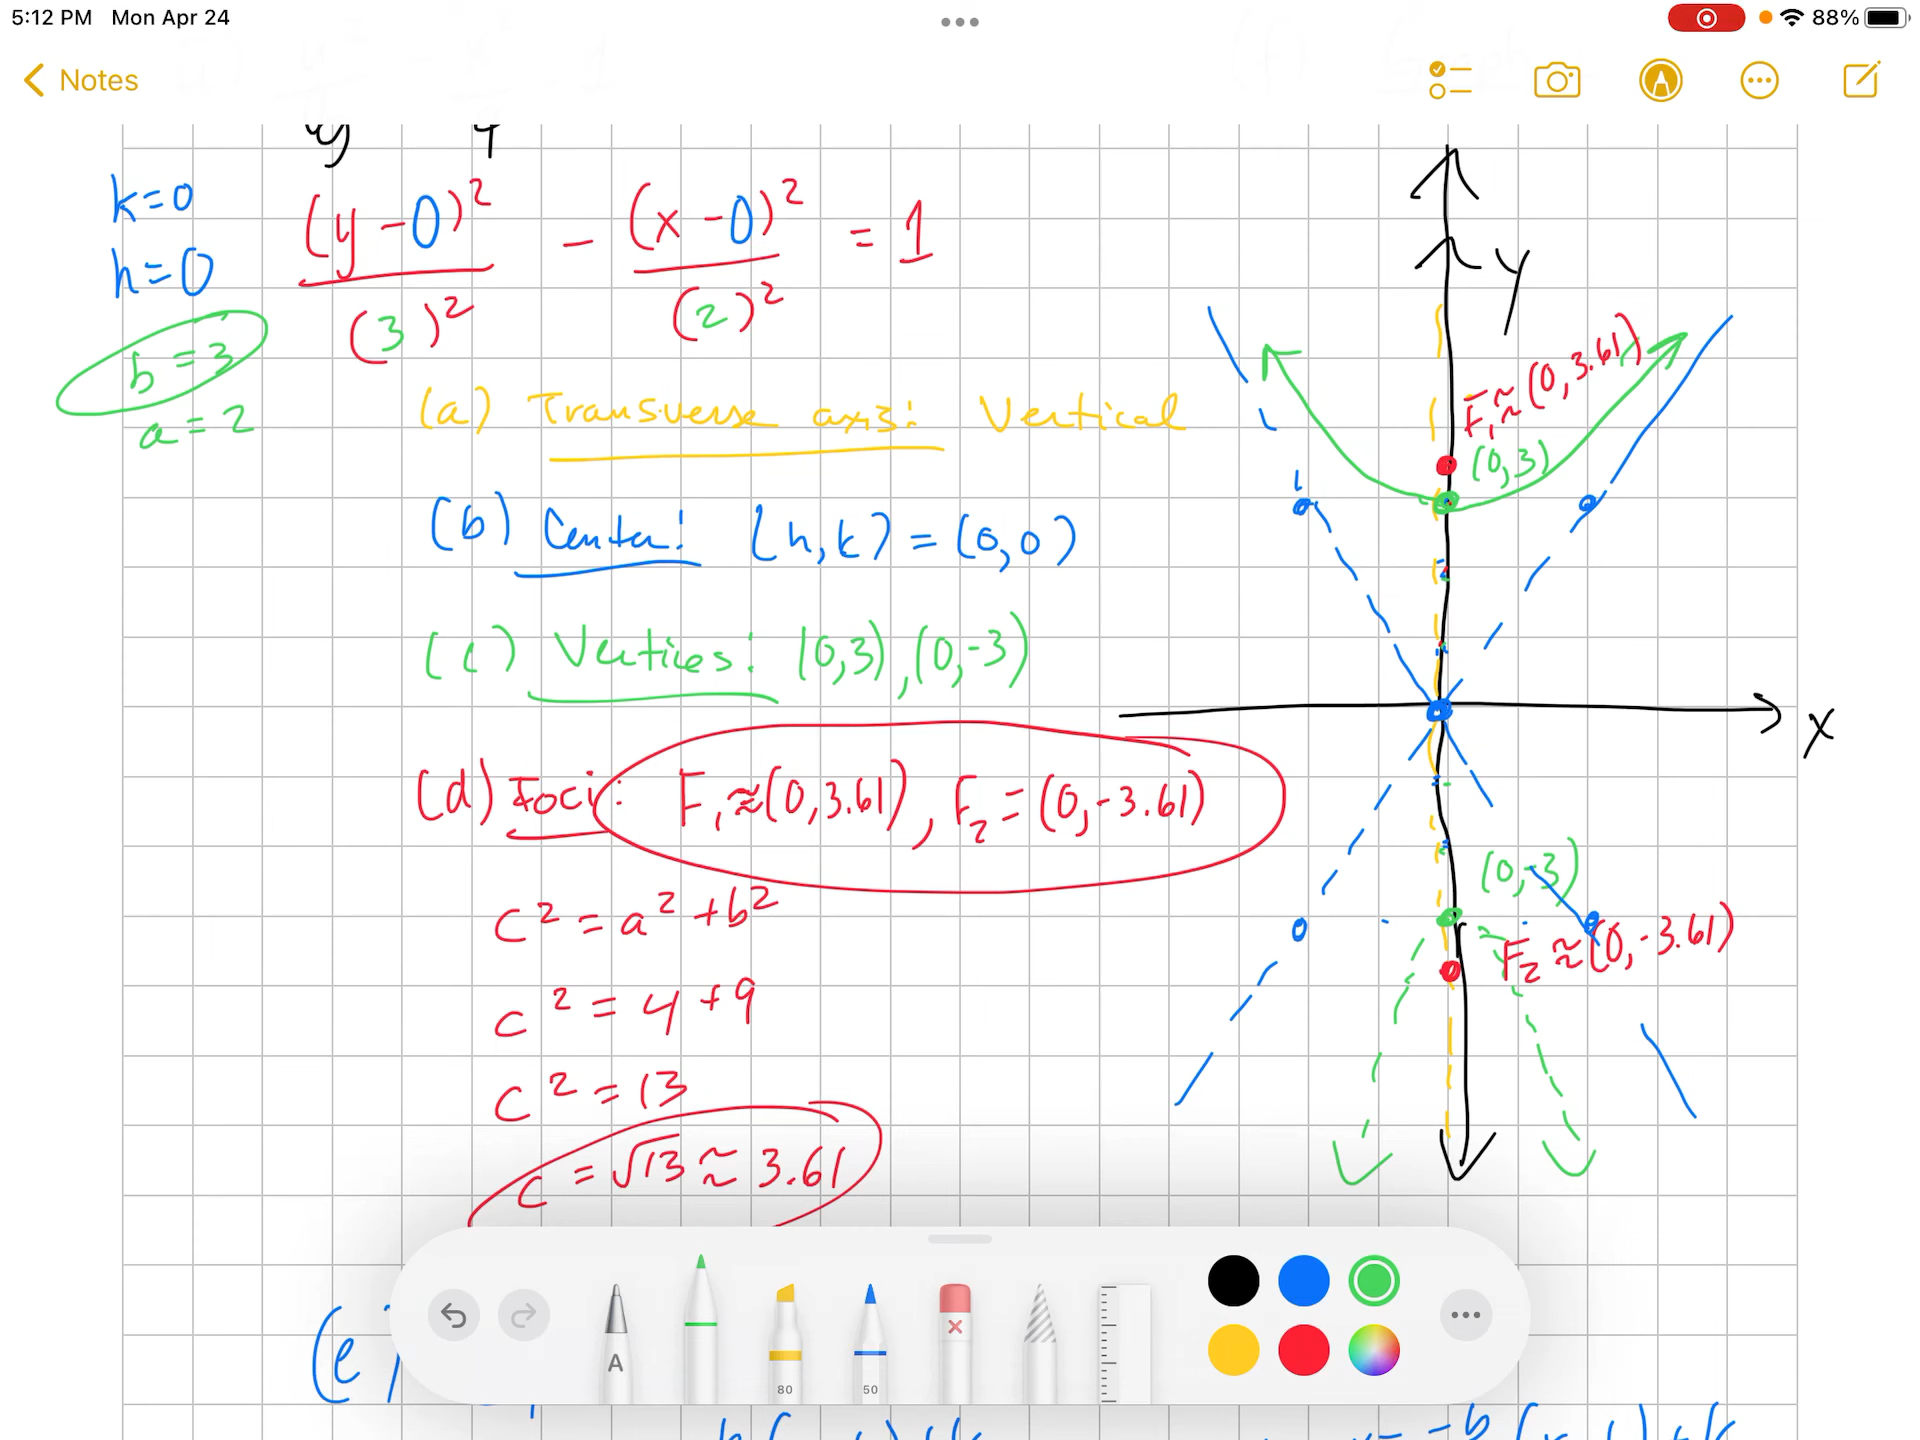 5:12 PM Mon Apr 24
88%
Notes
k=0
h=0
(y-0)² / (3)² - (x-0)² / (2)² = 1
b=3
a=2
(a) Transverse axis: Vertical
(b) Center: (h,k) = (0,0)
(c) Vertices: (0,3), (0,-3)
(d) Foci: F₁≈(0,3.61), F₂=(0,-3.61)
c² = a² + b²
c² = 4 + 9
c² = 13
c = √13 ≈ 3.61
(e)
Y
F₁≈(0,3.61)
(0,3)
X
(0,-3)
F₂≈(0,-3.61)
A
80
50